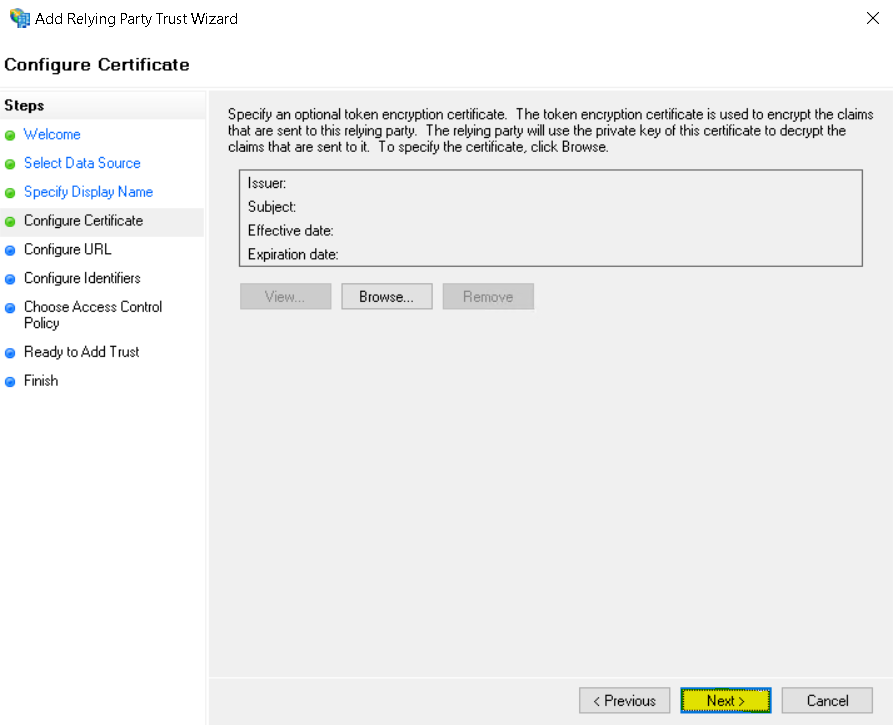 Add Relying Party Trust Wizard
Configure Certificate
Steps
Welcome
Select Data Source
Specify Display Name
Configure Certificate
Configure URL
Configure Identifiers
Choose Access Control
Policy
Ready to Add Trust
Finish
Specify an optional token encryption certificate.  The token encryption certificate is used to encrypt the claims
that are sent to this relying party.  The relying party will use the private key of this certificate to decrypt the
claims that are sent to it.  To specify the certificate, click Browse.
Issuer:
Subject:
Effective date:
Expiration date:
View...
Browse...
Remove
< Previous
Next >
Cancel